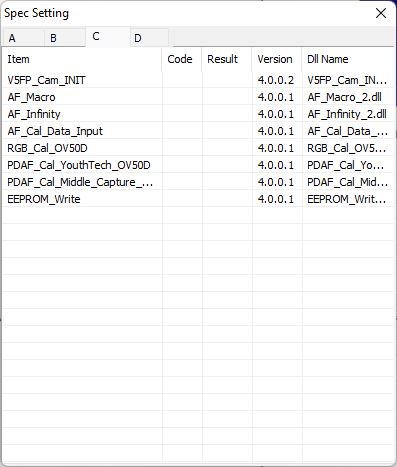 Spec Setting
A B C D
Item Code Result Version Dll Name
V5FP_Cam_INIT 4.0.0.2 V5FP_Cam_IN...
AF_Macro 4.0.0.1 AF_Macro_2.dll
AF_Infinity 4.0.0.1 AF_Infinity_2.dll
AF_Cal_Data_Input 4.0.0.1 AF_Cal_Data_...
RGB_Cal_OV50D 4.0.0.1 RGB_Cal_OV5...
PDAF_Cal_YouthTech_OV50D 4.0.0.1 PDAF_Cal_Yo...
PDAF_Cal_Middle_Capture_... 4.0.0.1 PDAF_Cal_Mid...
EEPROM_Write 4.0.0.1 EEPROM_Writ...